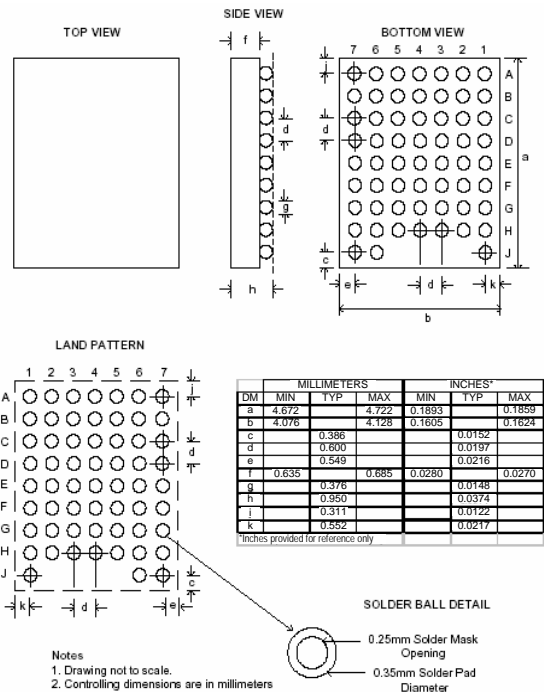 SIDE VIEW
TOP VIEW
BOTTOM VIEW
f
7 6 5 4 3 2 1
j
A
B
C
D
E
F
G
H
J
d
d
g
a
c
h
e
d
k
b
LAND PATTERN
1 2 3 4 5 6 7
j
A
B
C
D
E
F
G
H
J
d
c
k
d
e
MILLIMETERS INCHES*
DM MIN TYP MAX MIN TYP MAX
a 4.672 4.722 0.1893 0.1859
b 4.076 4.128 0.1605 0.1624
c 0.386 0.0152
d 0.600 0.0197
e 0.549 0.0216
f 0.635 0.685 0.0280 0.0270
g 0.376 0.0148
h 0.950 0.0374
j 0.311 0.0122
k 0.552 0.0217
*Inches provided for reference only
SOLDER BALL DETAIL
0.25mm Solder Mask
Opening
0.35mm Solder Pad
Diameter
Notes
1. Drawing not to scale.
2. Controlling dimensions are in millimeters